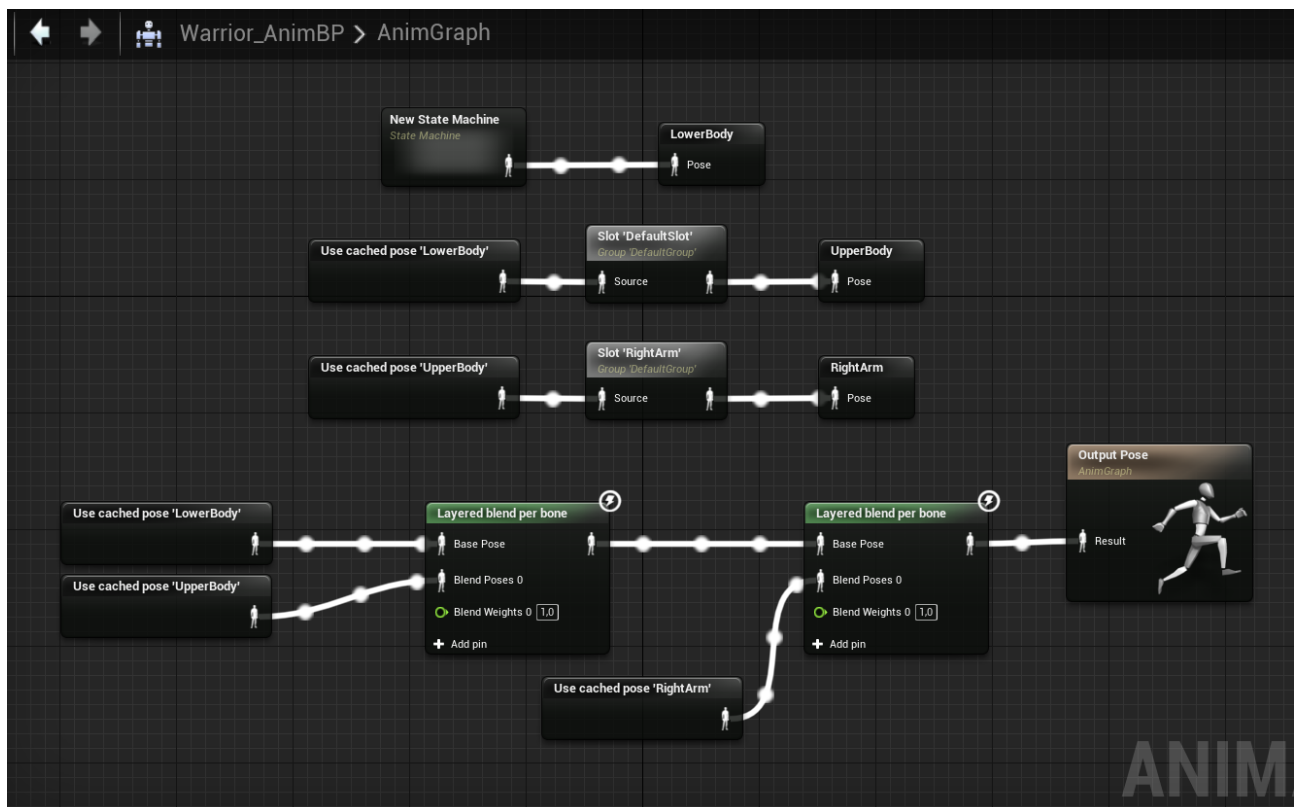 Warrior_AnimBP > AnimGraph
New State Machine
State Machine
LowerBody
Pose
Use cached pose 'LowerBody'
Slot 'DefaultSlot'
Group 'DefaultGroup'
Source
UpperBody
Pose
Use cached pose 'UpperBody'
Slot 'RightArm'
Group 'DefaultGroup'
Source
RightArm
Pose
Output Pose
AnimGraph
Result
Use cached pose 'LowerBody'
Use cached pose 'UpperBody'
Layered blend per bone
Base Pose
Blend Poses 0
Blend Weights 0 1,0
Add pin
Layered blend per bone
Base Pose
Blend Poses 0
Blend Weights 0 1,0
Add pin
Use cached pose 'RightArm'
ANIM